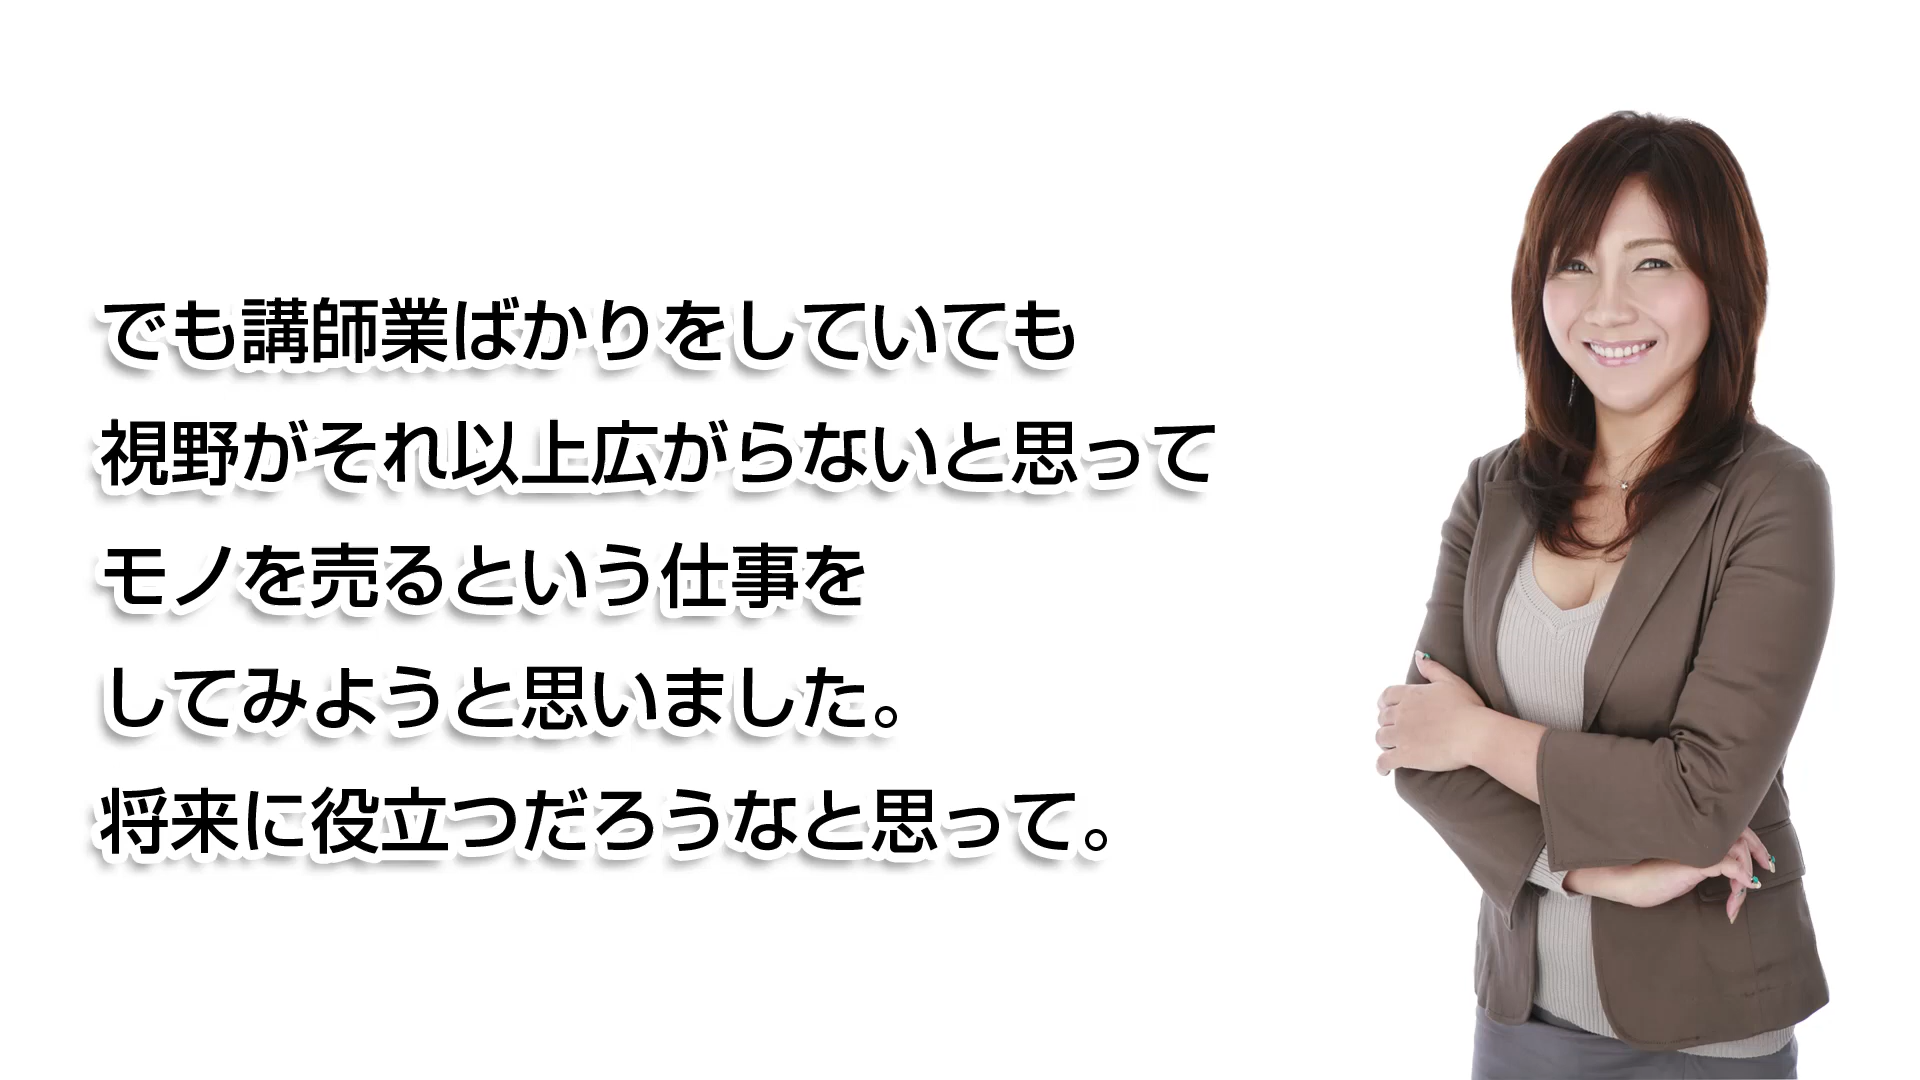 でも講師業ばかりをしていても
視野がそれ以上広がらないと思って
モノを売るという仕事を
してみようと思いました。
将来に役立つだろうなと思って。